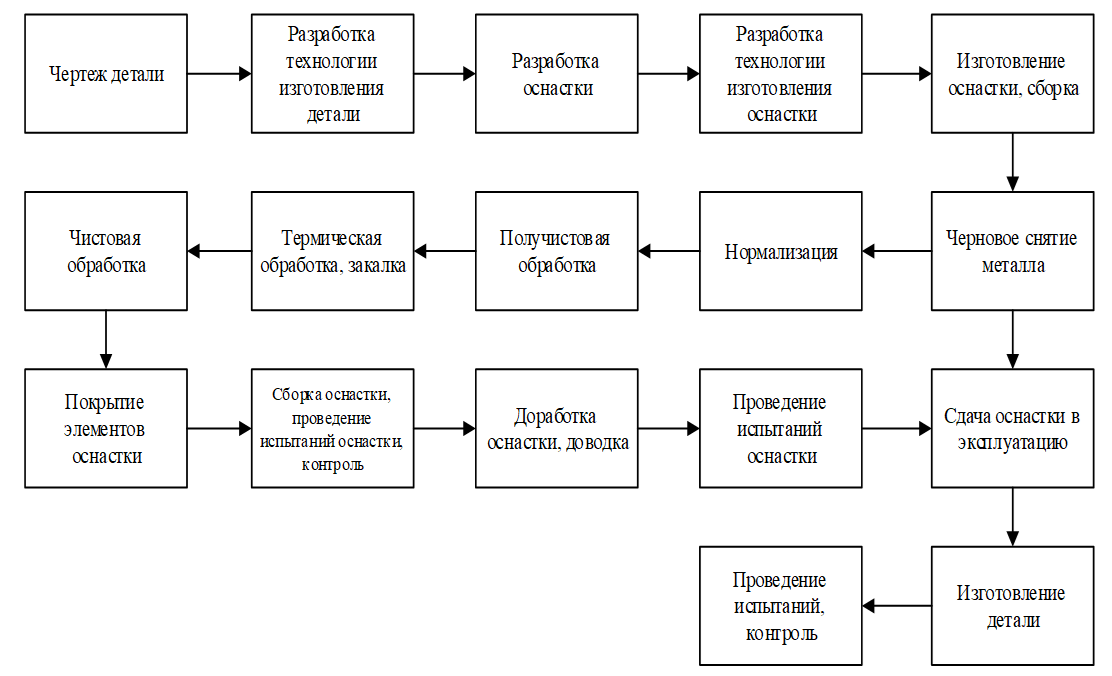 Чертеж детали
Разработка
технологии
изготовления
детали
Разработка
оснастки
Разработка
технологии
изготовления
оснастки
Изготовление
оснастки, сборка
Черновое снятие
металла
Нормализация
Получистовая
обработка
Термическая
обработка, закалка
Чистовая
обработка
Покрытие
элементов
оснастки
Сборка оснастки,
проведение
испытаний оснастки,
контроль
Доработка
оснастки, доводка
Проведение
испытаний
оснастки
Сдача оснастки в
эксплуатацию
Изготовление
детали
Проведение
испытаний,
контроль